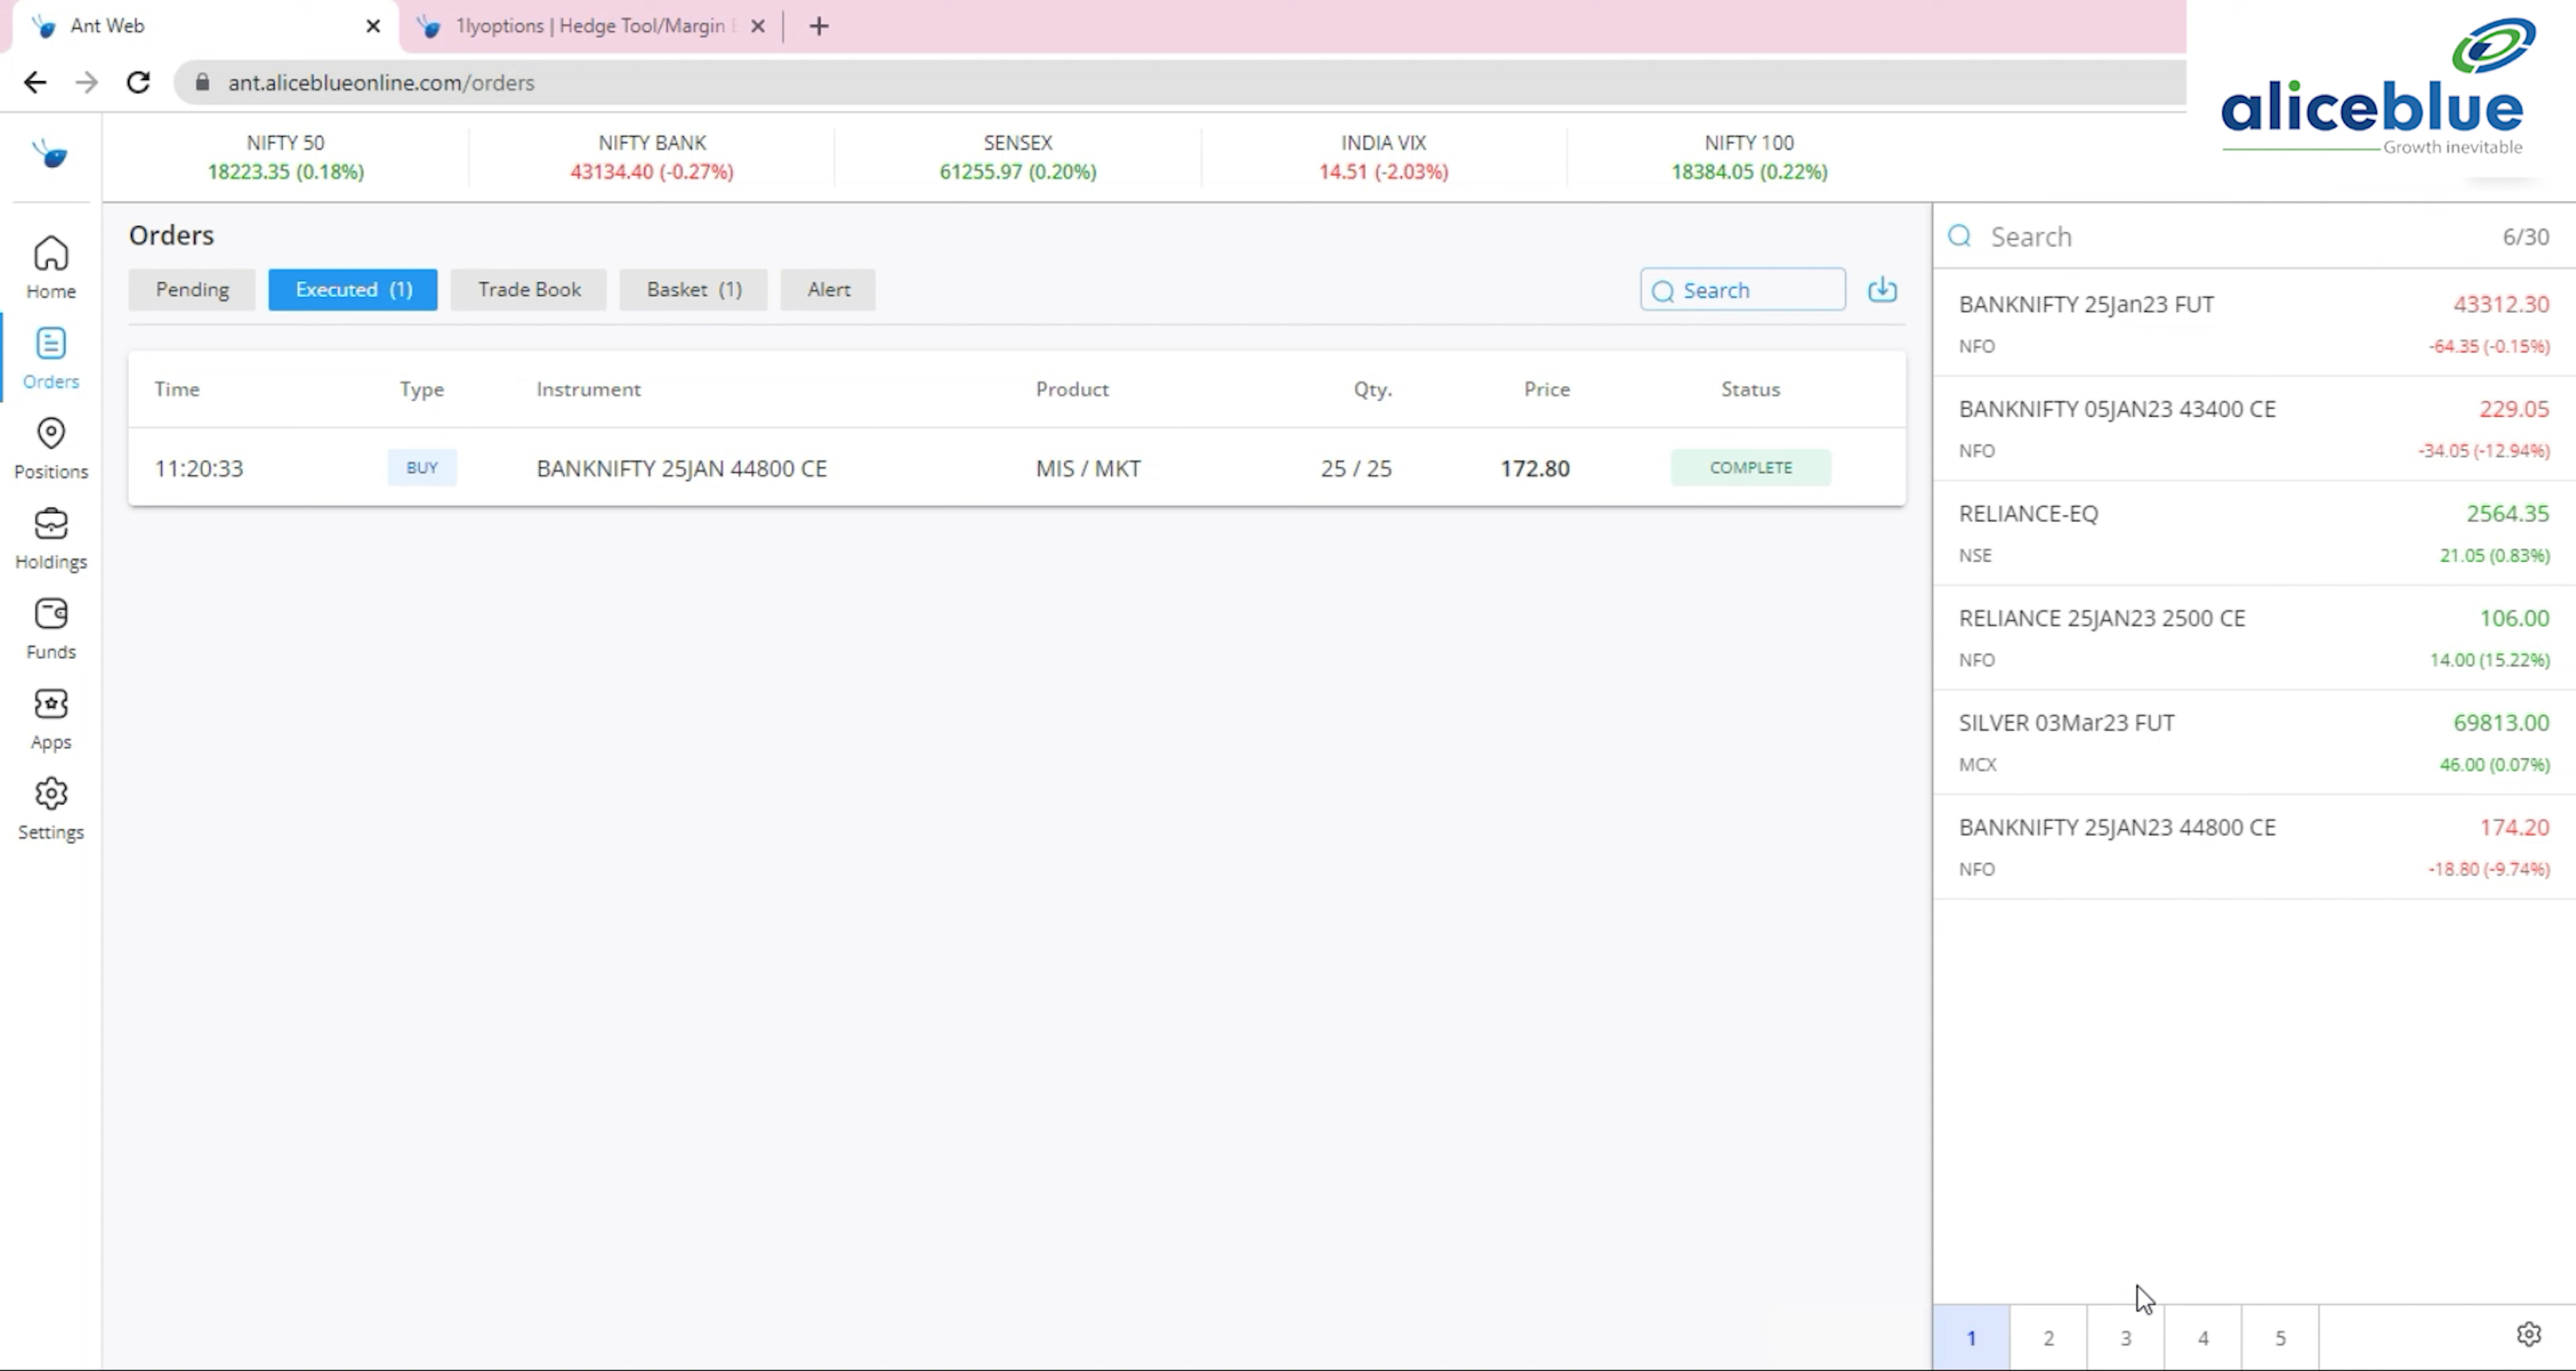 Ant Web
1lyoptions | Hedge Tool/Margin
ant.aliceblueonline.com/orders
aliceblue
Growth inevitable
NIFTY 50 NIFTY BANK SENSEX INDIA VIX NIFTY 100
18223.35 (0.18%) 43134.40 (-0.27%) 61255.97 (0.20%) 14.51 (-2.03%) 18384.05 (0.22%)
Home
Orders
Positions
Holdings
Funds
Apps
Settings
Orders
Pending Executed (1) Trade Book Basket (1) Alert Search
Time Type Instrument Product Qty. Price Status
11:20:33 BUY BANKNIFTY 25JAN 44800 CE MIS / MKT 25 / 25 172.80 COMPLETE
Search 6/30
BANKNIFTY 25Jan23 FUT 43312.30
NFO -64.35 (-0.15%)
BANKNIFTY 05JAN23 43400 CE 229.05
NFO -34.05 (-12.94%)
RELIANCE-EQ 2564.35
NSE 21.05 (0.83%)
RELIANCE 25JAN23 2500 CE 106.00
NFO 14.00 (15.22%)
SILVER 03Mar23 FUT 69813.00
MCX 46.00 (0.07%)
BANKNIFTY 25JAN23 44800 CE 174.20
NFO -18.80 (-9.74%)
1 2 3 4 5